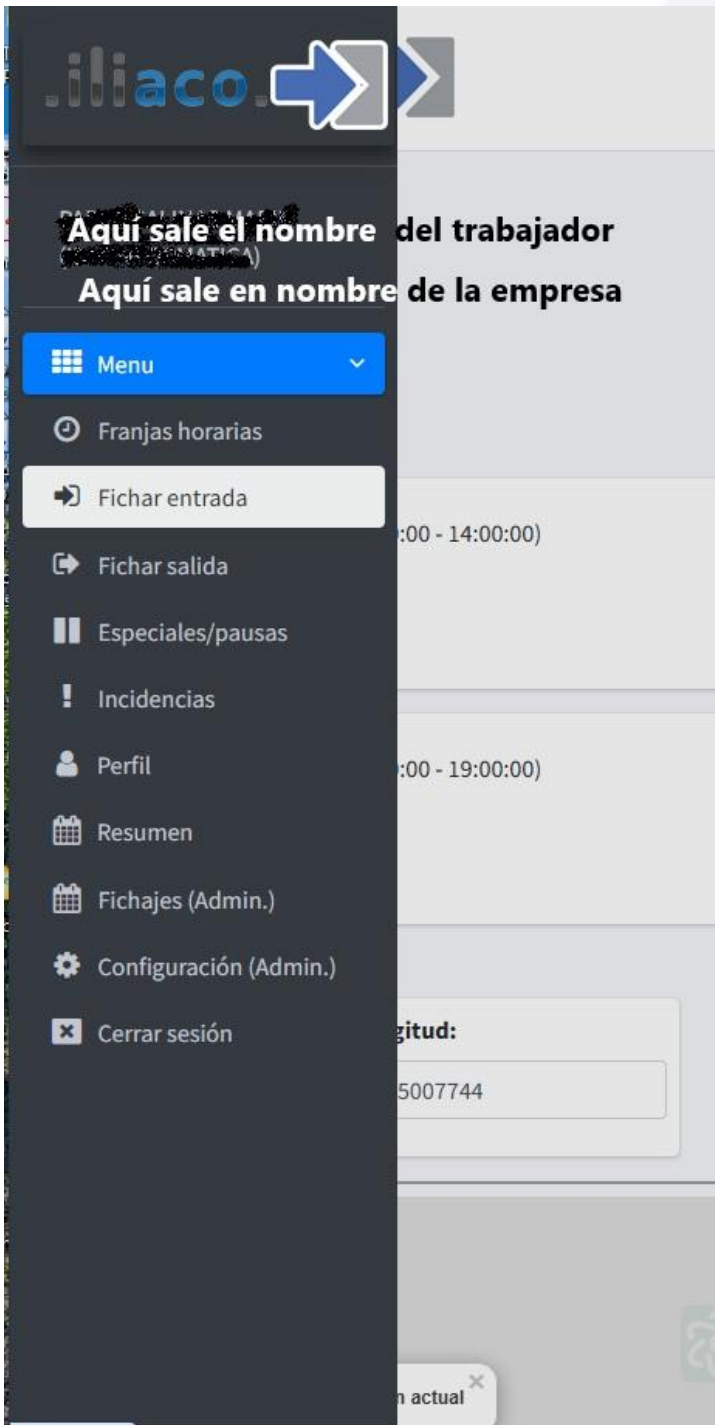 .iliaco.
Aquí sale el nombre del trabajador
Aquí sale en nombre de la empresa
Menu
Franjas horarias
Fichar entrada
:00 - 14:00:00)
Fichar salida
Especiales/pausas
Incidencias
Perfil
:00 - 19:00:00)
Resumen
Fichajes (Admin.)
Configuración (Admin.)
Cerrar sesión
gitud:
5007744
n actual